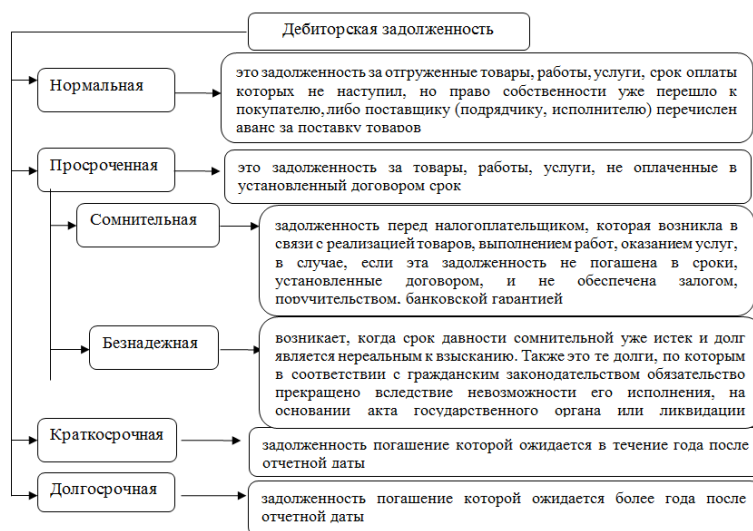 Дебиторская задолженность
Нормальная
это задолженность за отгруженные товары, работы, услуги, срок оплаты
которых не наступил, но право собственности уже перешло к
покупателю, либо поставщику (подрядчику, исполнителю) перечислен
аванс за поставку товаров
Просроченная
это задолженность за товары, работы, услуги, не оплаченные в
установленный договором срок
Сомнительная
задолженность перед налогоплательщиком, которая возникла в
связи с реализацией товаров, выполнением работ, оказанием услуг,
в случае, если эта задолженность не погашена в сроки,
установленные договором, и не обеспечена залогом,
поручительством, банковской гарантией
Безнадежная
возникает, когда срок давности сомнительной уже истек и долг
является нереальным к взысканию. Также это те долги, по которым
в соответствии с гражданским законодательством обязательство
прекращено вследствие невозможности его исполнения, на
основании акта государственного органа или ликвидации
Краткосрочная
задолженность погашение которой ожидается в течение года после
отчетной даты
Долгосрочная
задолженность погашение которой ожидается более года после
отчетной даты